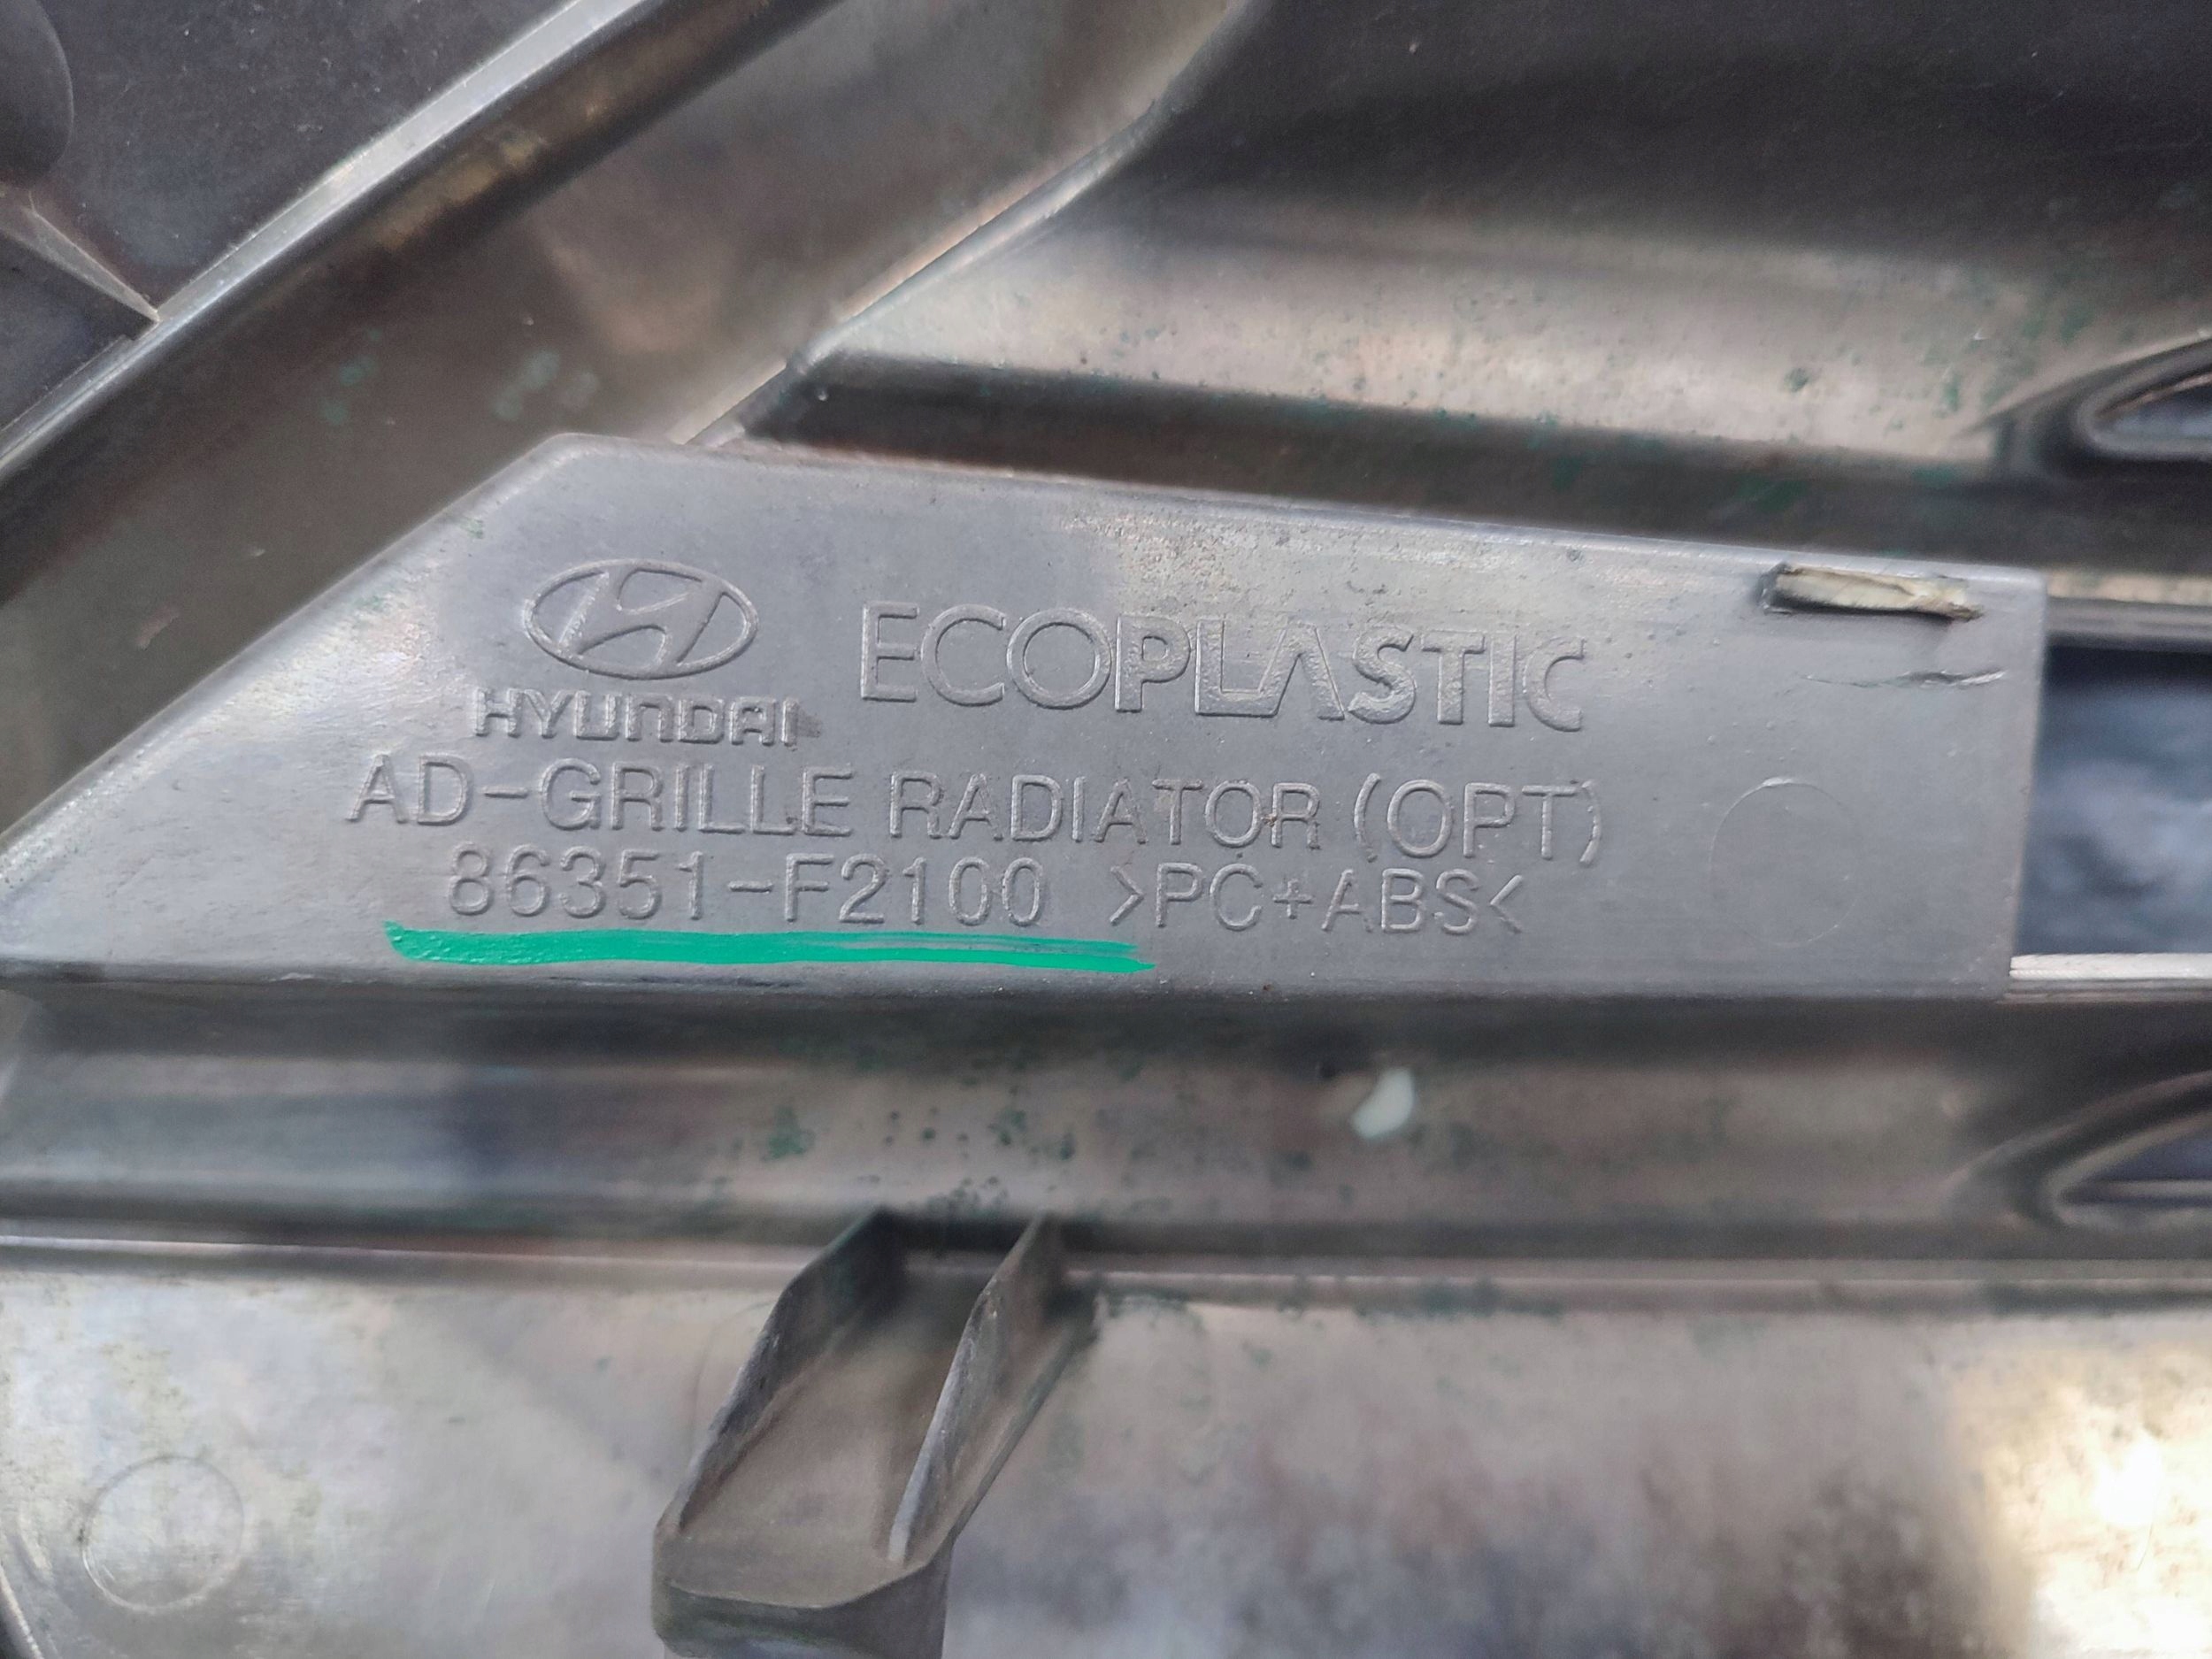 HYUNDAI ECOPLASTIC
AD-GRILLE RADIATOR (OPT)
86351-F2100 >PC+ABS<